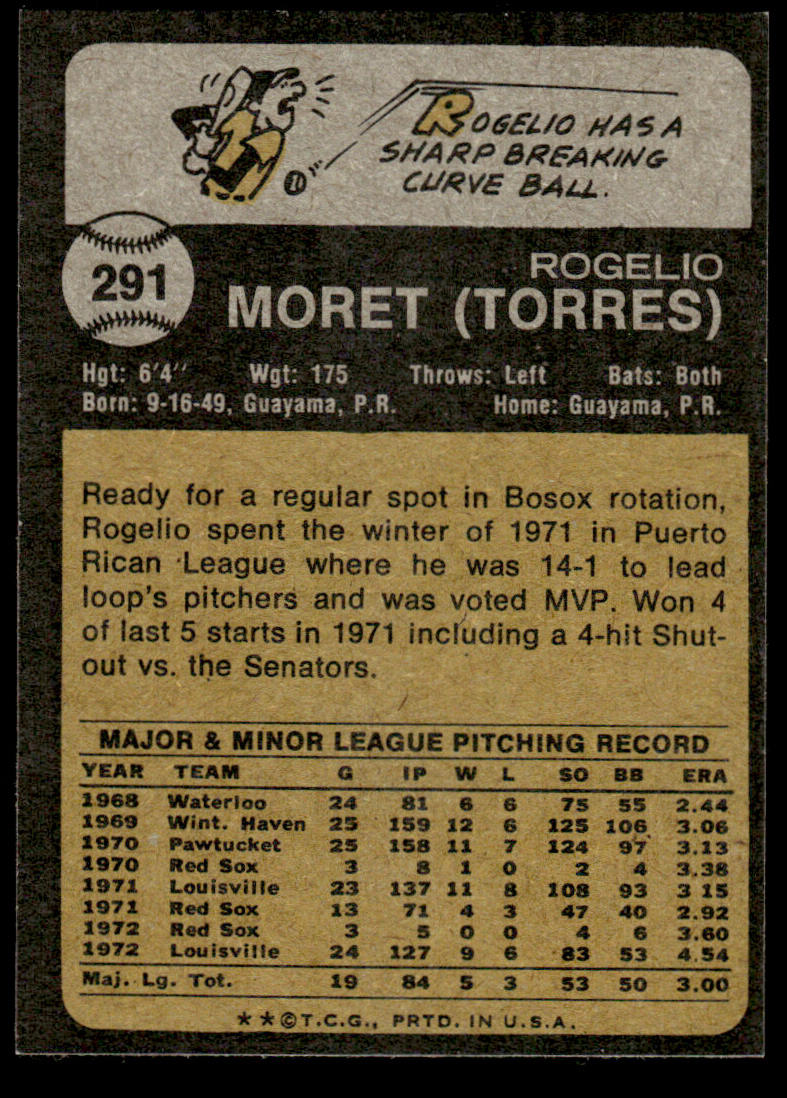 ROGELIO HAS A
SHARP BREAKING
CURVE BALL.
291
ROGELIO
MORET (TORRES)
Hgt: 6'4" Wgt: 175 Throws: Left Bats: Both
Born: 9-16-49, Guayama, P.R. Home: Guayama, P.R.
Ready for a regular spot in Bosox rotation,
Rogelio spent the winter of 1971 in Puerto
Rican League where he was 14-1 to lead
loop's pitchers and was voted MVP. Won 4
of last 5 starts in 1971 including a 4-hit Shut-
out vs. the Senators.
MAJOR & MINOR LEAGUE PITCHING RECORD
YEAR TEAM G IP W L SO BB ERA
1968 Waterloo 24 81 6 6 75 55 2.44
1969 Wint. Haven 25 159 12 6 125 106 3.06
1970 Pawtucket 25 158 11 7 124 97 3.13
1970 Red Sox 3 8 1 0 2 4 3.38
1971 Louisville 23 137 11 8 108 93 3 15
1971 Red Sox 13 71 4 3 47 40 2.92
1972 Red Sox 3 5 0 0 4 6 3.60
1972 Louisville 24 127 9 6 83 53 4.54
Maj. Lg. Tot. 19 84 5 3 53 50 3.00
★★©T.C.G., PRTD. IN U.S.A.